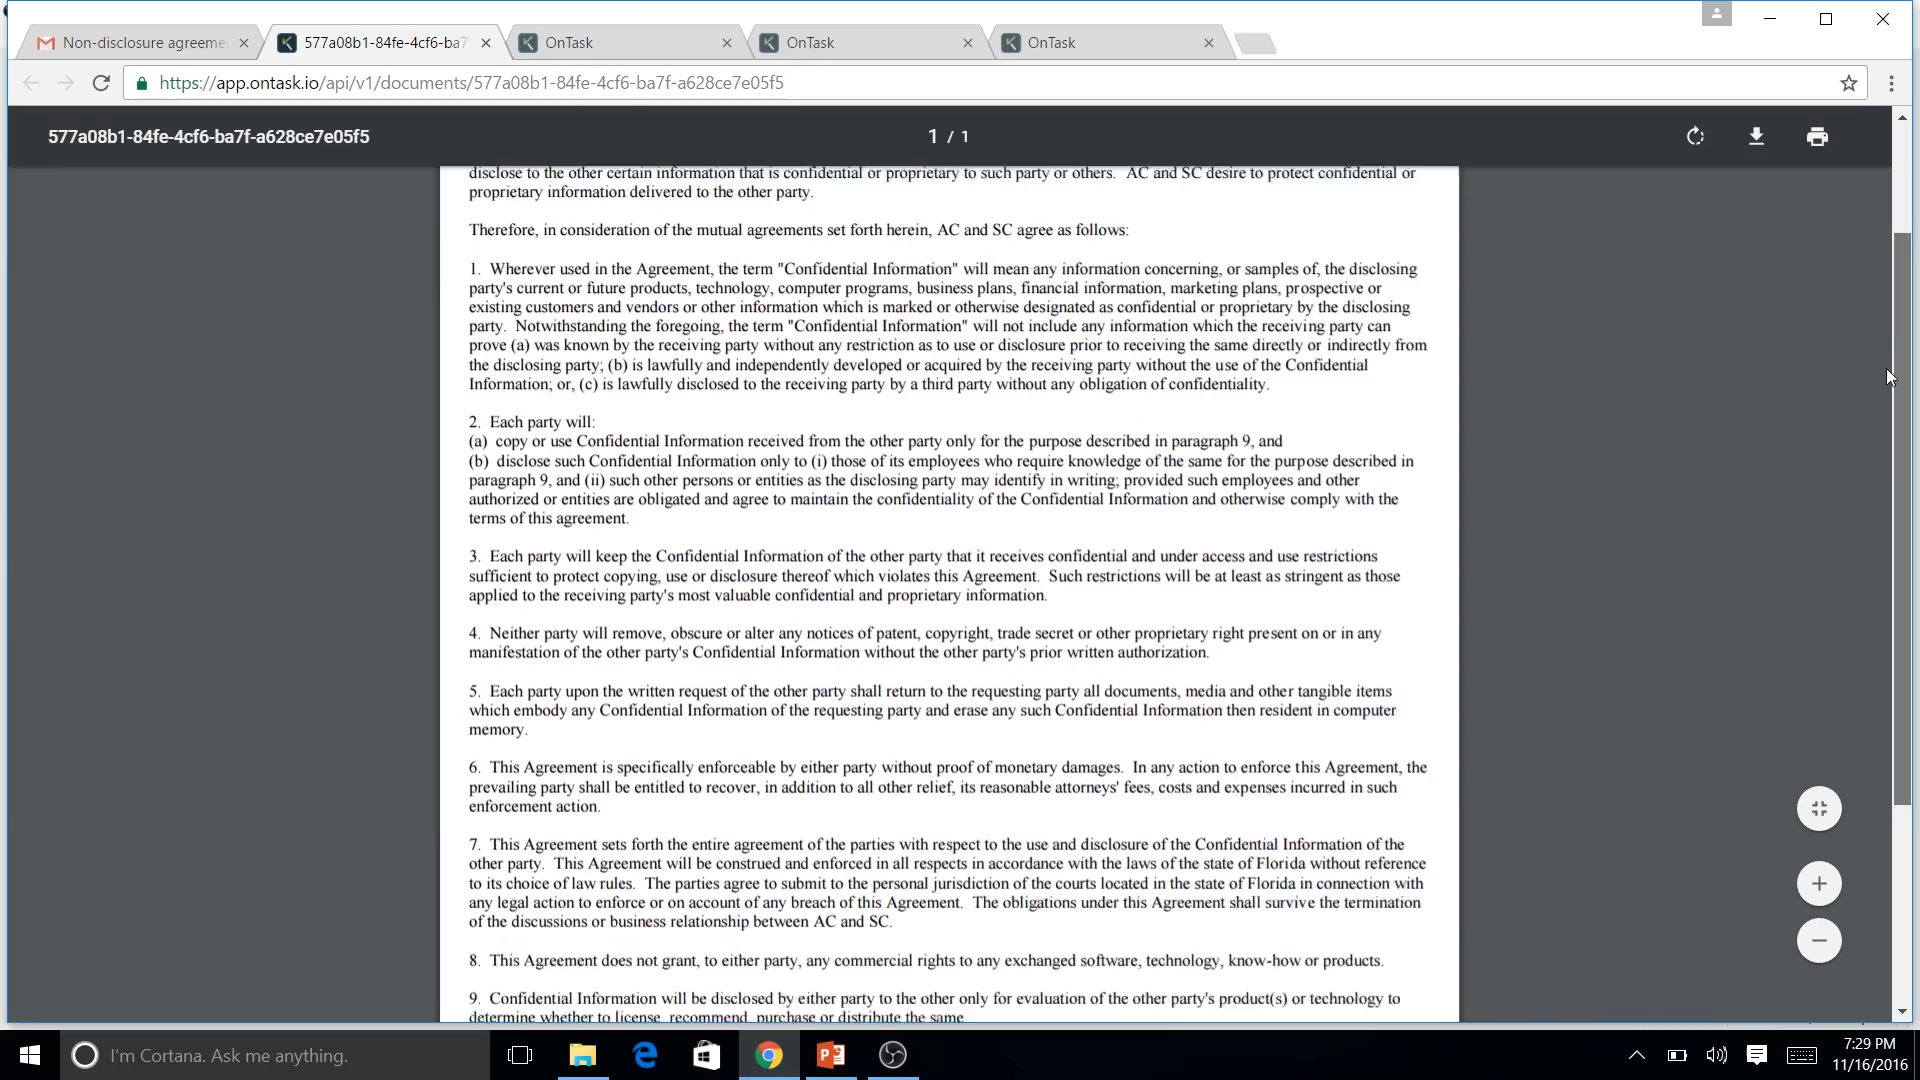 Non-disclosure agreeme
577a08b1-84fe-4cf6-ba7
OnTask
OnTask
OnTask
https://app.ontask.io/api/v1/documents/577a08b1-84fe-4cf6-ba7f-a628ce7e05f5
577a08b1-84fe-4cf6-ba7f-a628ce7e05f5
1 / 1
disclose to the other certain information that is confidential or proprietary to such party or others. AC and SC desire to protect confidential or
proprietary information delivered to the other party.
Therefore, in consideration of the mutual agreements set forth herein, AC and SC agree as follows:
1. Wherever used in the Agreement, the term "Confidential Information" will mean any information concerning, or samples of, the disclosing
party's current or future products, technology, computer programs, business plans, financial information, marketing plans, prospective or
existing customers and vendors or other information which is marked or otherwise designated as confidential or proprietary by the disclosing
party. Notwithstanding the foregoing, the term "Confidential Information" will not include any information which the receiving party can
prove (a) was known by the receiving party without any restriction as to use or disclosure prior to receiving the same directly or indirectly from
the disclosing party; (b) is lawfully and independently developed or acquired by the receiving party without the use of the Confidential
Information; or, (c) is lawfully disclosed to the receiving party by a third party without any obligation of confidentiality.
2. Each party will:
(a) copy or use Confidential Information received from the other party only for the purpose described in paragraph 9, and
(b) disclose such Confidential Information only to (i) those of its employees who require knowledge of the same for the purpose described in
paragraph 9, and (ii) such other persons or entities as the disclosing party may identify in writing; provided such employees and other
authorized or entities are obligated and agree to maintain the confidentiality of the Confidential Information and otherwise comply with the
terms of this agreement.
3. Each party will keep the Confidential Information of the other party that it receives confidential and under access and use restrictions
sufficient to protect copying, use or disclosure thereof which violates this Agreement. Such restrictions will be at least as stringent as those
applied to the receiving party's most valuable confidential and proprietary information.
4. Neither party will remove, obscure or alter any notices of patent, copyright, trade secret or other proprietary right present on or in any
manifestation of the other party's Confidential Information without the other party's prior written authorization.
5. Each party upon the written request of the other party shall return to the requesting party all documents, media and other tangible items
which embody any Confidential Information of the requesting party and erase any such Confidential Information then resident in computer
memory.
6. This Agreement is specifically enforceable by either party without proof of monetary damages. In any action to enforce this Agreement, the
prevailing party shall be entitled to recover, in addition to all other relief, its reasonable attorneys' fees, costs and expenses incurred in such
enforcement action.
7. This Agreement sets forth the entire agreement of the parties with respect to the use and disclosure of the Confidential Information of the
other party. This Agreement will be construed and enforced in all respects in accordance with the laws of the state of Florida without reference
to its choice of law rules. The parties agree to submit to the personal jurisdiction of the courts located in the state of Florida in connection with
any legal action to enforce or on account of any breach of this Agreement. The obligations under this Agreement shall survive the termination
of the discussions or business relationship between AC and SC.
8. This Agreement does not grant, to either party, any commercial rights to any exchanged software, technology, know-how or products.
9. Confidential Information will be disclosed by either party to the other only for evaluation of the other party's product(s) or technology to
determine whether to license, recommend, purchase or distribute the same
I'm Cortana. Ask me anything.
7:29 PM
11/16/2016